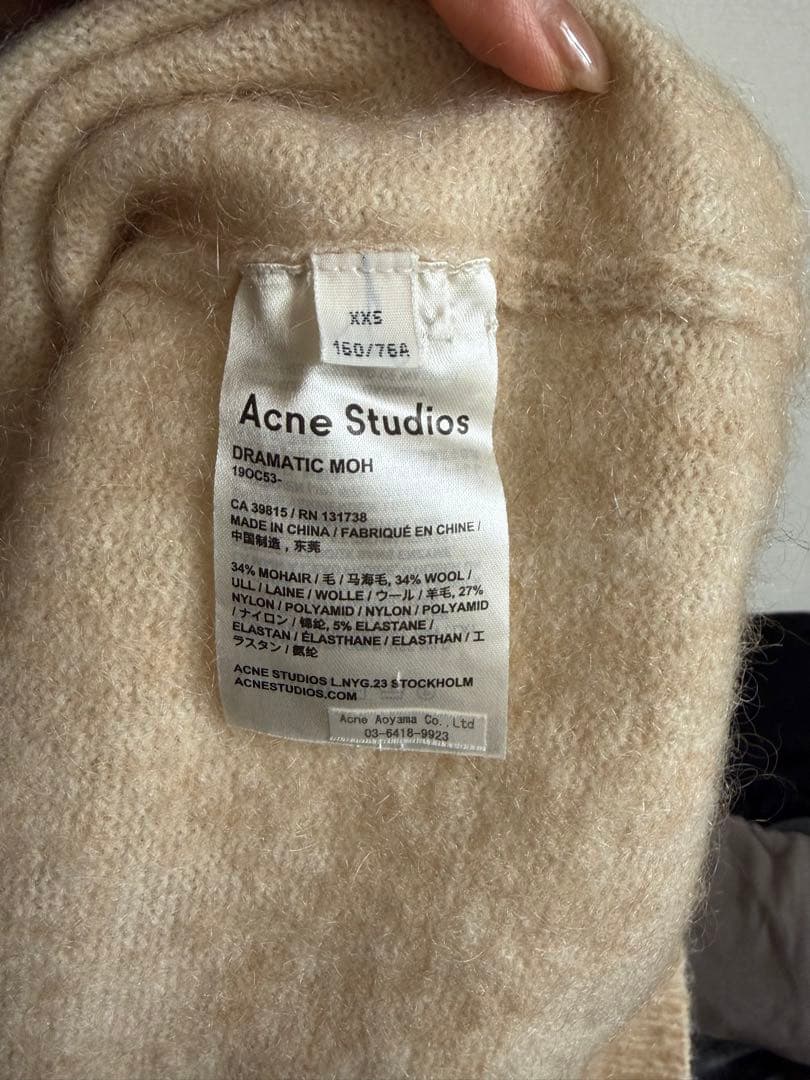 XXS
160/76A
Acne Studios
DRAMATIC MOH
19OC53-
CA 39815 / RN 131738
MADE IN CHINA / FABRIQUÉ EN CHINE /
中国制造，东莞
34% MOHAIR / 毛 / 马海毛, 34% WOOL /
ULL / LAINE / WOLLE / ウール / 羊毛, 27%
NYLON / POLYAMID / NYLON / POLYAMID
/ ナイロン / 锦纶, 5% ELASTANE /
ELASTAN / ÉLASTHANE / ELASTHAN / エ
ラスタン / 氨纶
ACNE STUDIOS L.NYG.23 STOCKHOLM
ACNESTUDIOS.COM
Acne Aoyama Co.,Ltd
03-6418-9923